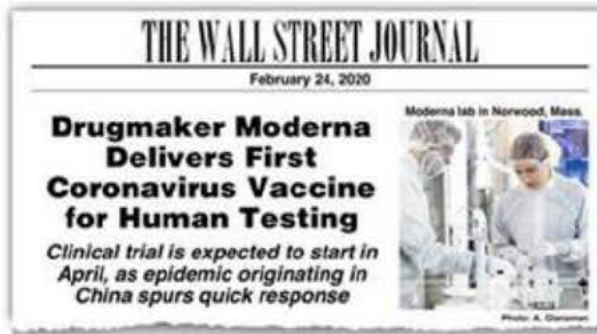 THE WALL STREET JOURNAL
February 24, 2020
Drugmaker Moderna
Delivers First
Coronavirus Vaccine
for Human Testing
Clinical trial is expected to start in
April, as epidemic originating in
China spurs quick response
Moderna lab in Norwood, Mass.
Photo: A.